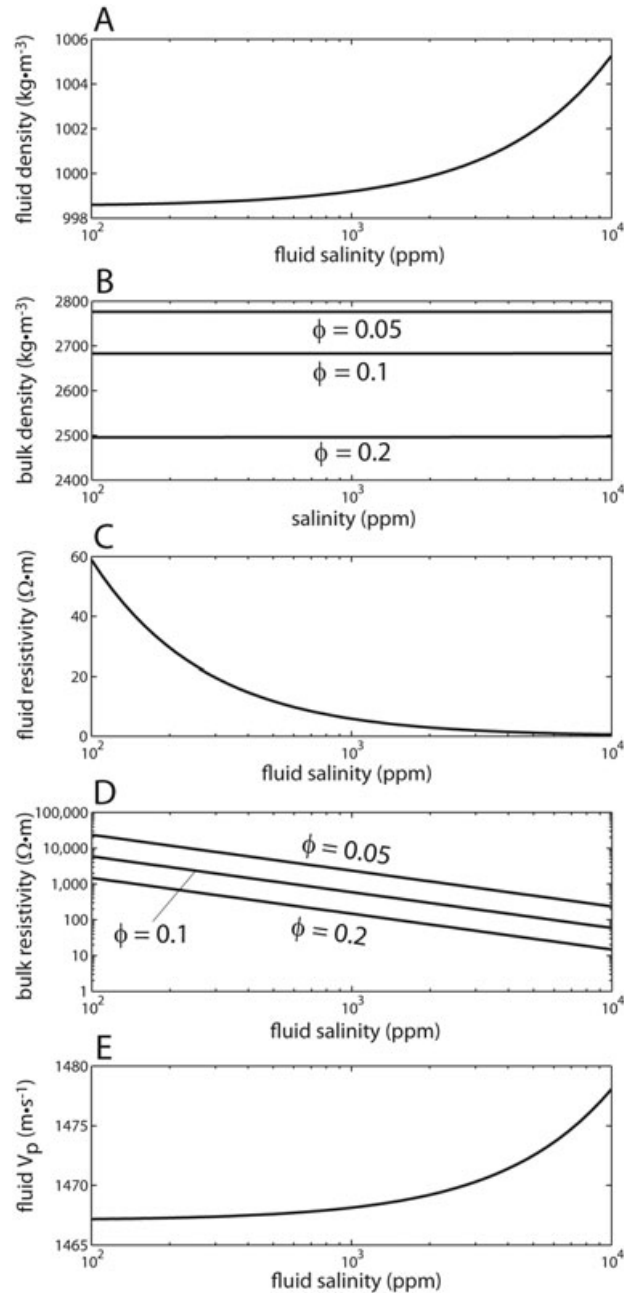 A
fluid density (kg•m⁻³)
1006
1004
1002
1000
998
10² 10³ 10⁴
fluid salinity (ppm)
B
bulk density (kg•m⁻³)
2800
2700
2600
2500
2400
ϕ = 0.05
ϕ = 0.1
ϕ = 0.2
10² 10³ 10⁴
salinity (ppm)
C
fluid resistivity (Ω•m)
60
40
20
0
10² 10³ 10⁴
fluid salinity (ppm)
D
bulk resistivity (Ω•m)
100,000
10,000
1,000
100
10
1
ϕ = 0.05
ϕ = 0.1
ϕ = 0.2
10² 10³ 10⁴
fluid salinity (ppm)
E
fluid Vₚ (m•s⁻¹)
1480
1475
1470
1465
10² 10³ 10⁴
fluid salinity (ppm)